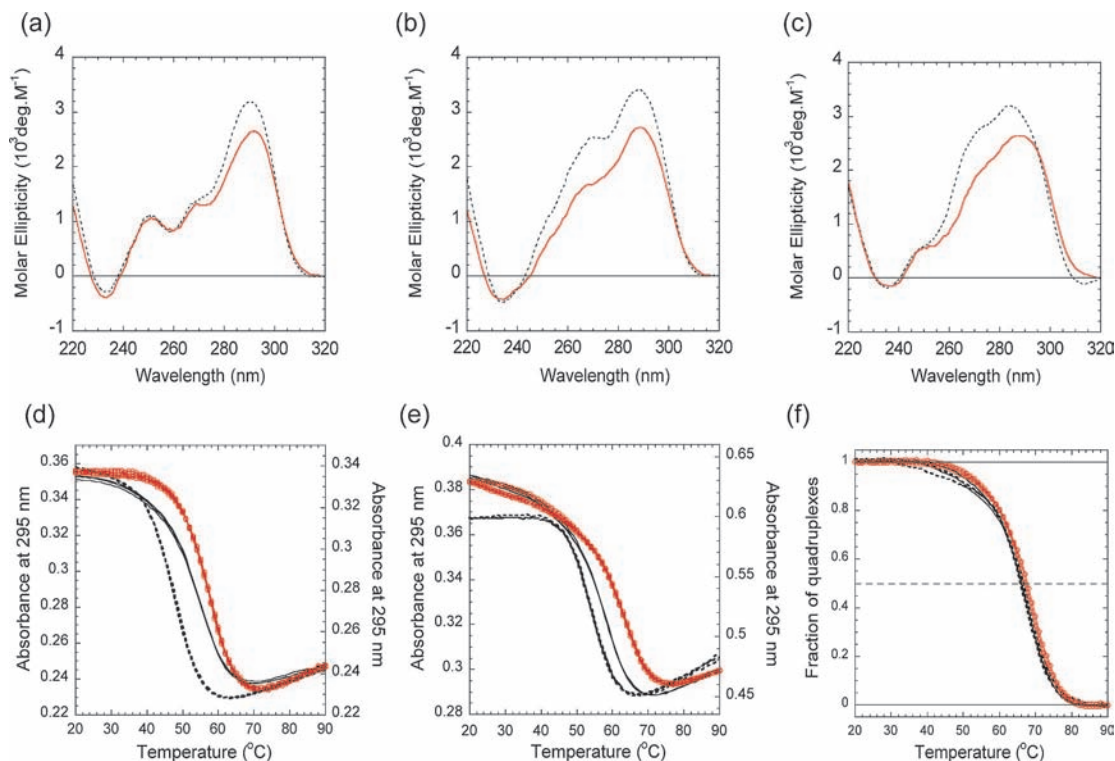 (a)
(b)
(c)
Molar Ellipticity (10³deg.M⁻¹)
4
3
2
1
0
-1
220 240 260 280 300 320
Wavelength (nm)
Molar Ellipticity (10³deg.M⁻¹)
4
3
2
1
0
-1
220 240 260 280 300 320
Wavelength (nm)
Molar Ellipticity (10³deg.M⁻¹)
4
3
2
1
0
-1
220 240 260 280 300 320
Wavelength (nm)
(d)
(e)
(f)
Absorbance at 295 nm
0.36
0.34
0.32
0.3
0.28
0.26
0.24
0.22
0.34
0.32
0.3
0.28
0.26
0.24
0.22
Absorbance at 295 nm
20 30 40 50 60 70 80 90
Temperature (°C)
Absorbance at 295 nm
0.4
0.38
0.36
0.34
0.32
0.3
0.28
0.65
0.6
0.55
0.5
0.45
Absorbance at 295 nm
20 30 40 50 60 70 80 90
Temperature (°C)
Fraction of quadruplexes
1
0.8
0.6
0.4
0.2
0
20 30 40 50 60 70 80 90
Temperature (°C)